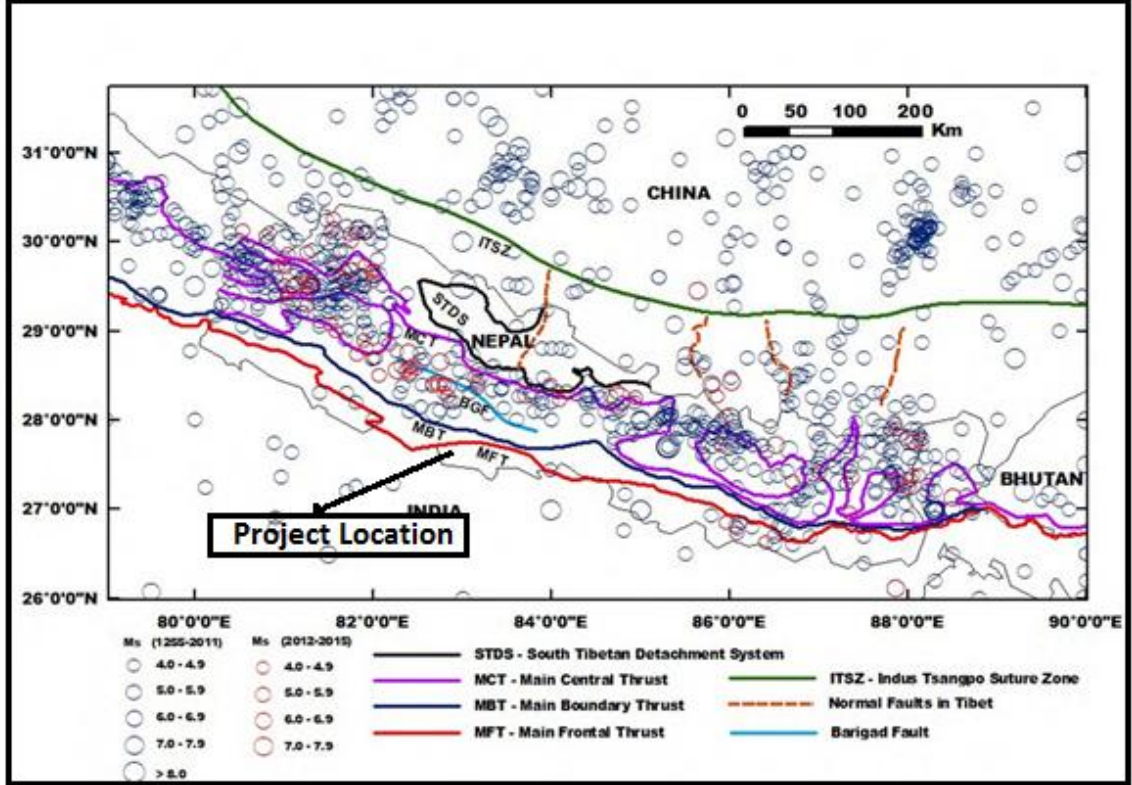 0 50 100 200
Km
31°0'0"N
30°0'0"N
29°0'0"N
28°0'0"N
27°0'0"N
26°0'0"N
CHINA
ITSZ
STDS
NEPAL
MCT
BGF
MBT
MFT
BHUTAN
INDIA
Project Location
80°0'0"E 82°0'0"E 84°0'0"E 86°0'0"E 88°0'0"E 90°0'0"E
Ms (1255-2011)
4.0 - 4.9
5.0 - 5.9
6.0 - 6.9
7.0 - 7.9
> 8.0
Ms (2012-2015)
4.0 - 4.9
5.0 - 5.9
6.0 - 6.9
7.0 - 7.9
STDS - South Tibetan Detachment System
MCT - Main Central Thrust
MBT - Main Boundary Thrust
MFT - Main Frontal Thrust
ITSZ - Indus Tsangpo Suture Zone
Normal Faults in Tibet
Barigad Fault